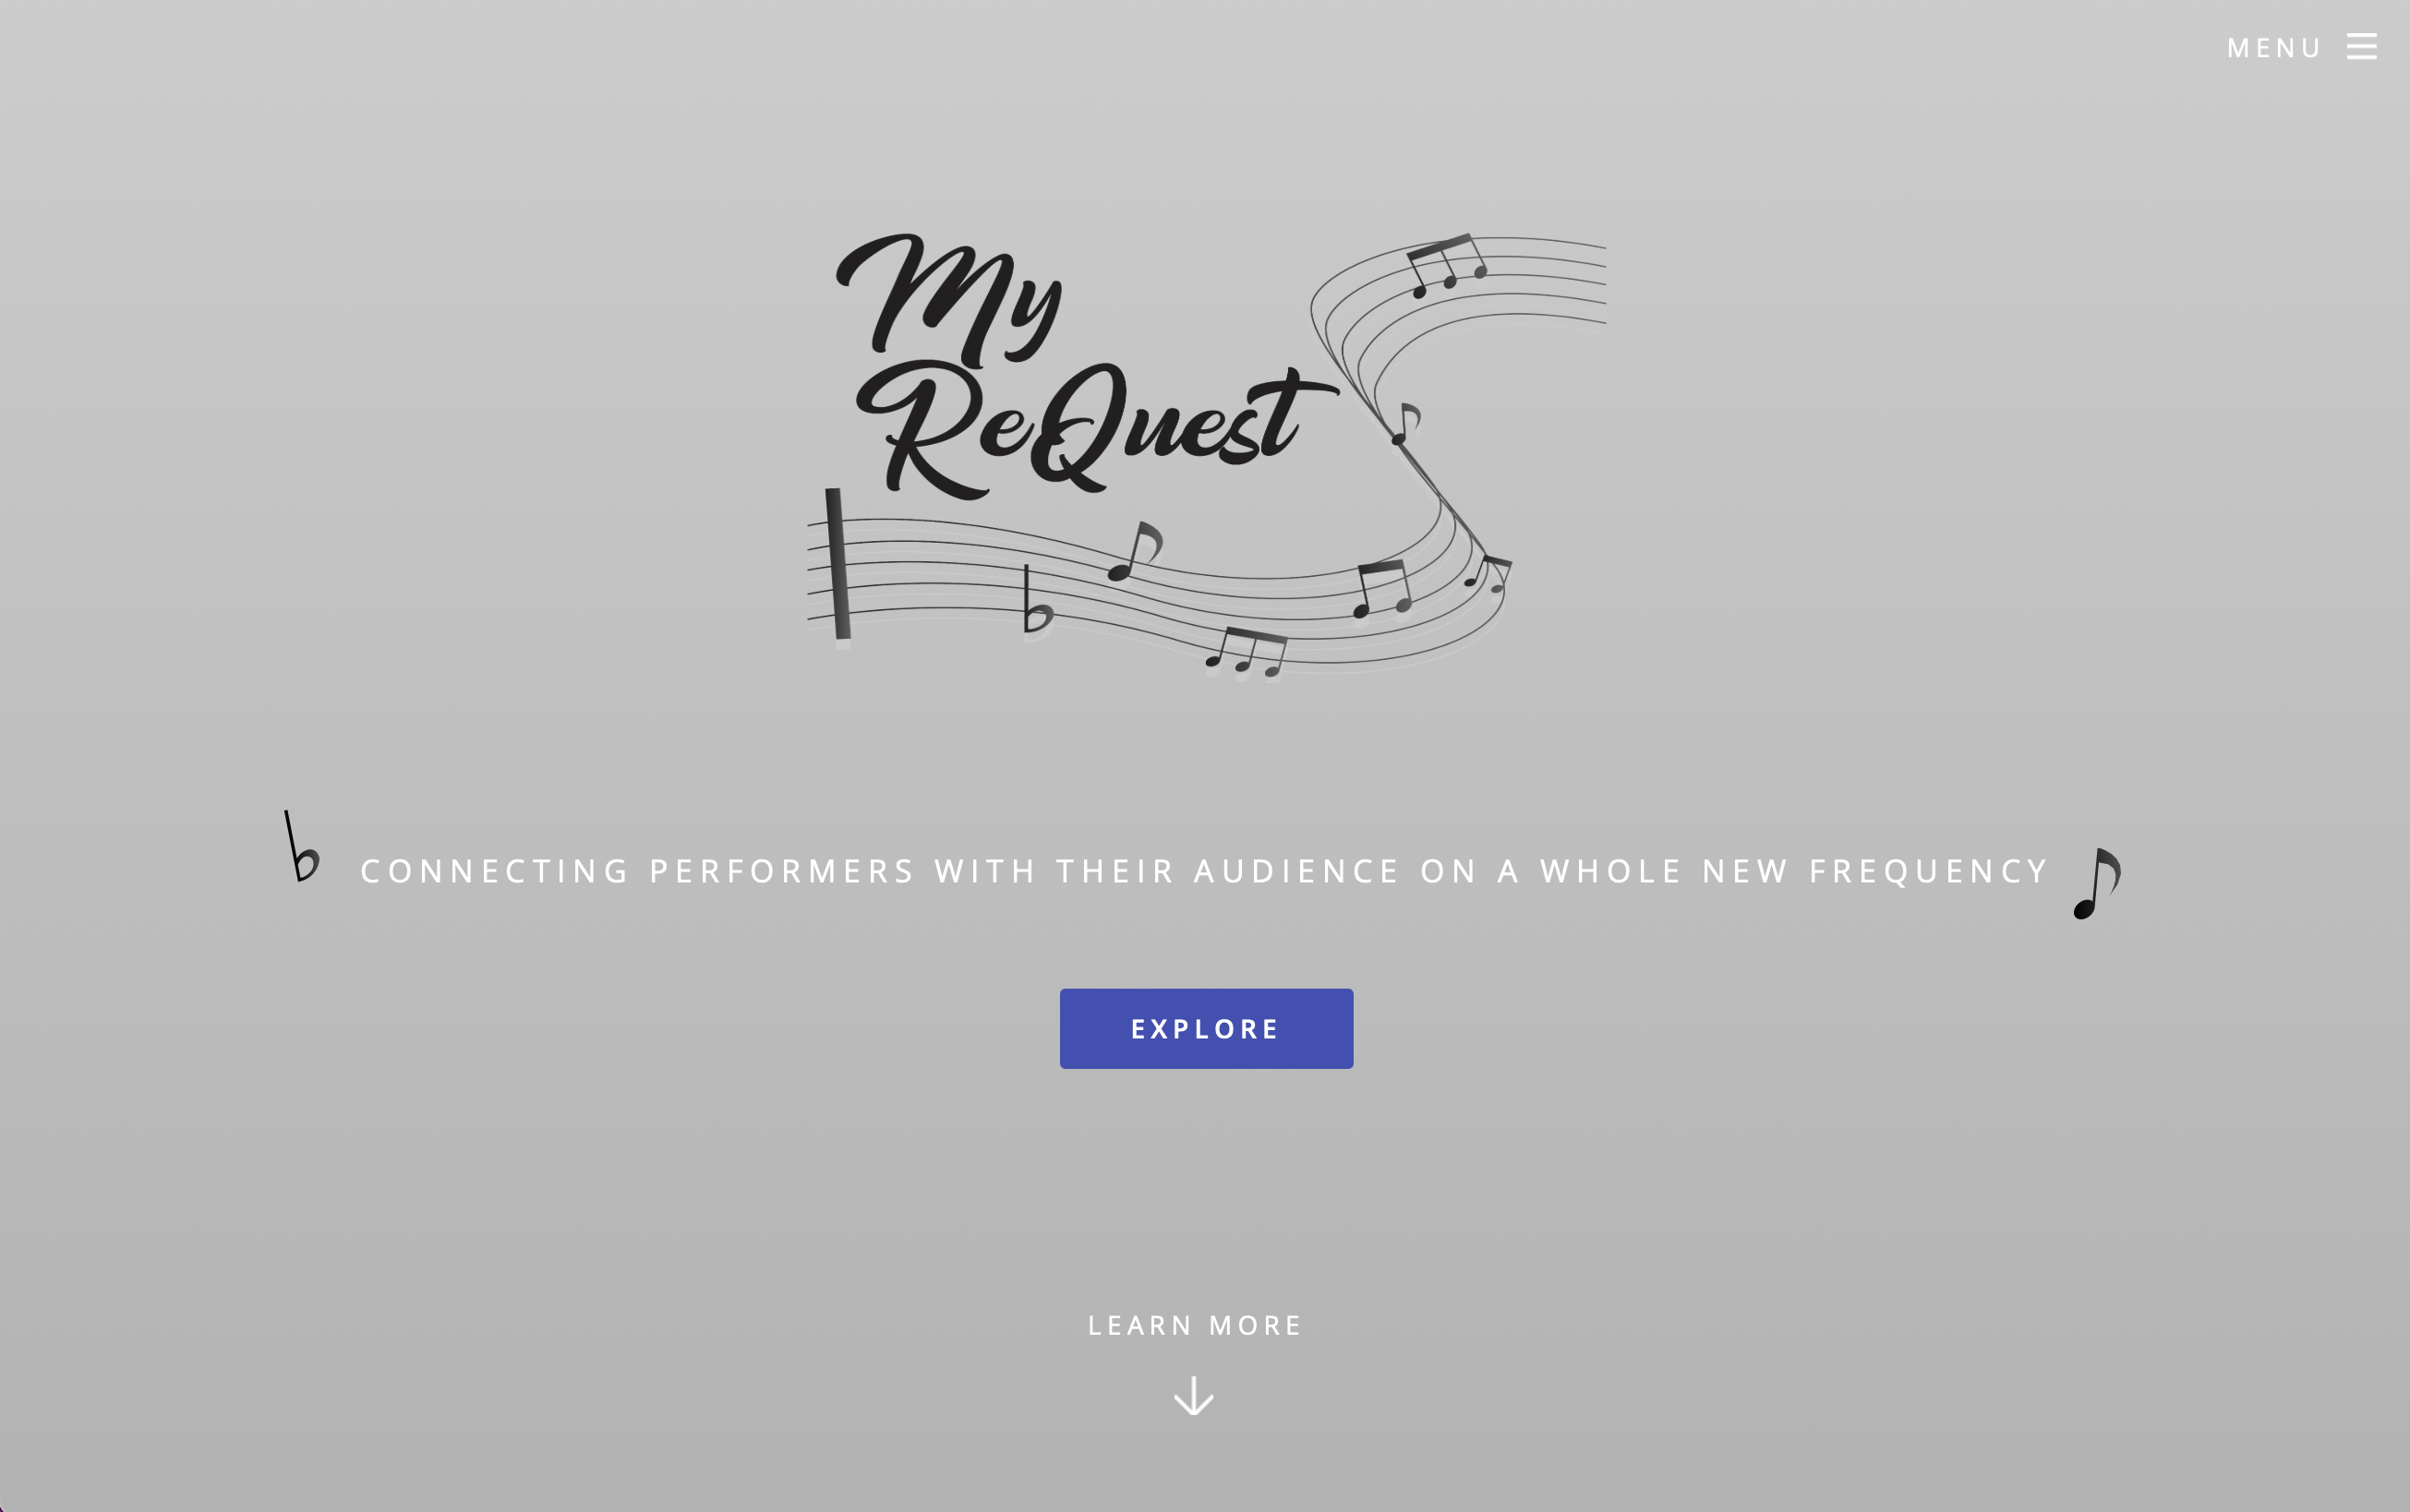 MENU
My
ReQuest
CONNECTING PERFORMERS WITH THEIR AUDIENCE ON A WHOLE NEW FREQUENCY
EXPLORE
LEARN MORE